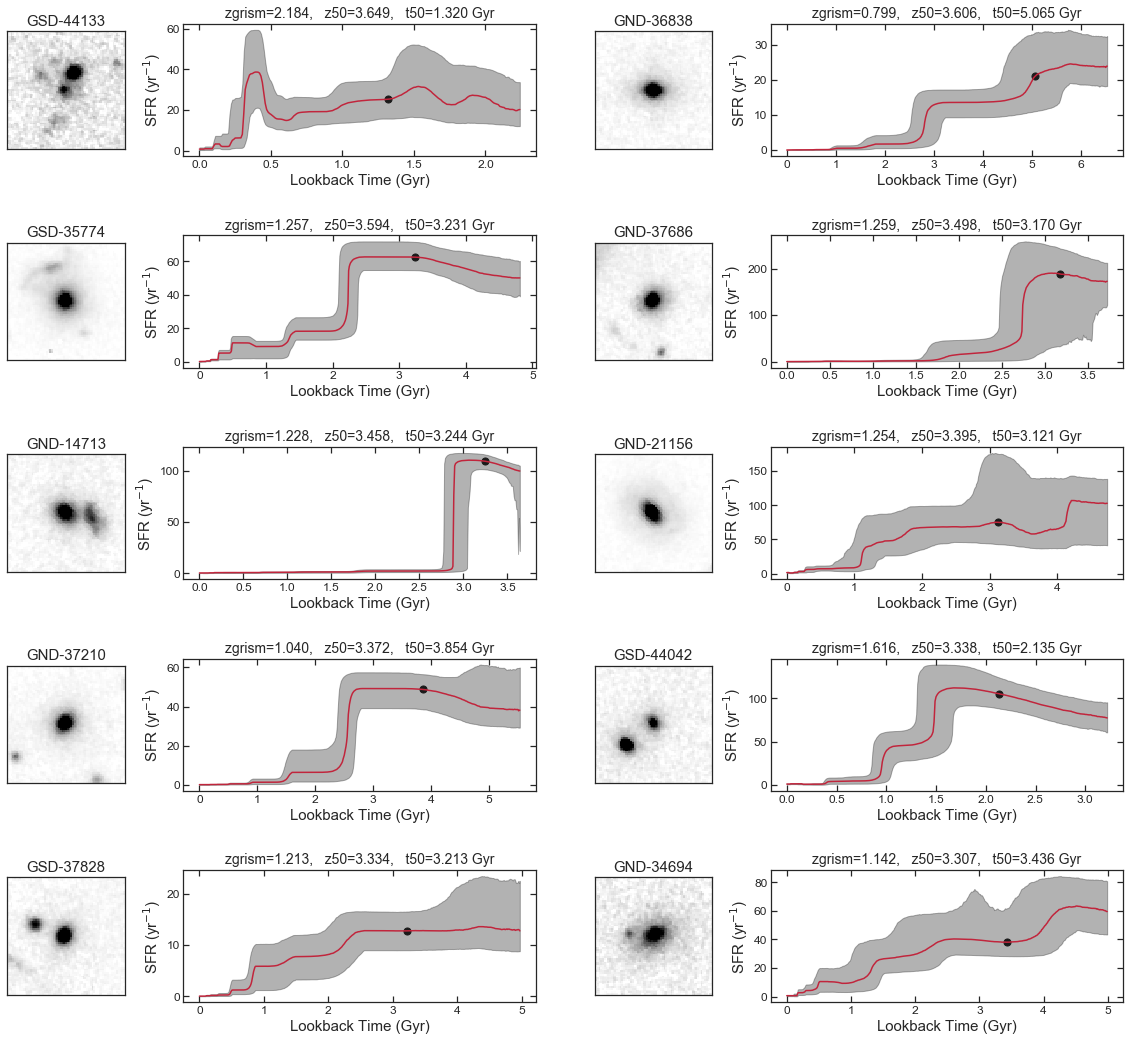 GSD-44133
zgrism=2.184, z50=3.649, t50=1.320 Gyr
SFR (yr⁻¹)
60
40
20
0
0.0 0.5 1.0 1.5 2.0
Lookback Time (Gyr)
GND-36838
zgrism=0.799, z50=3.606, t50=5.065 Gyr
SFR (yr⁻¹)
30
20
10
0
0 1 2 3 4 5 6
Lookback Time (Gyr)
GSD-35774
zgrism=1.257, z50=3.594, t50=3.231 Gyr
SFR (yr⁻¹)
60
40
20
0
0 1 2 3 4 5
Lookback Time (Gyr)
GND-37686
zgrism=1.259, z50=3.498, t50=3.170 Gyr
SFR (yr⁻¹)
200
100
0
0.0 0.5 1.0 1.5 2.0 2.5 3.0 3.5
Lookback Time (Gyr)
GND-14713
zgrism=1.228, z50=3.458, t50=3.244 Gyr
SFR (yr⁻¹)
100
50
0
0.0 0.5 1.0 1.5 2.0 2.5 3.0 3.5
Lookback Time (Gyr)
GND-21156
zgrism=1.254, z50=3.395, t50=3.121 Gyr
SFR (yr⁻¹)
150
100
50
0
0 2 3 4
Lookback Time (Gyr)
GND-37210
zgrism=1.040, z50=3.372, t50=3.854 Gyr
SFR (yr⁻¹)
60
40
20
0
0 1 2 3 4 5
Lookback Time (Gyr)
GSD-44042
zgrism=1.616, z50=3.338, t50=2.135 Gyr
SFR (yr⁻¹)
100
50
0
0.0 0.5 1.0 1.5 2.0 2.5 3.0
Lookback Time (Gyr)
GSD-37828
zgrism=1.213, z50=3.334, t50=3.213 Gyr
SFR (yr⁻¹)
20
10
0
0 1 2 3 4 5
Lookback Time (Gyr)
GND-34694
zgrism=1.142, z50=3.307, t50=3.436 Gyr
SFR (yr⁻¹)
80
60
40
20
0
0 1 2 3 4 5
Lookback Time (Gyr)